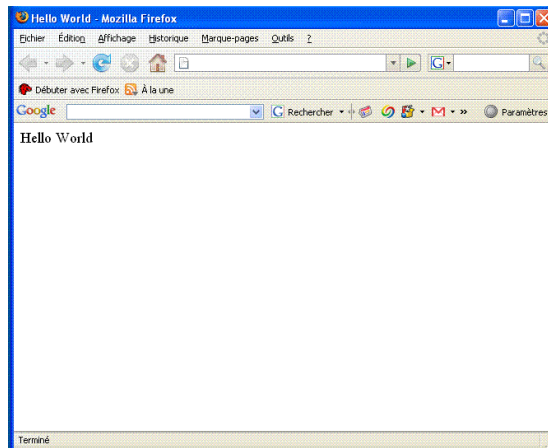 Hello World - Mozilla Firefox
Fichier Édition Affichage Historique Marque-pages Outils ?
G
Débuter avec Firefox À la une
Google G Rechercher Paramètres
Hello World
Terminé